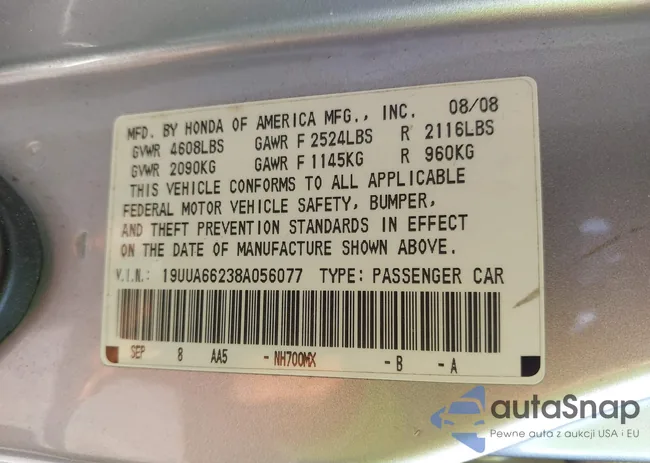 MFD. BY HONDA OF AMERICA MFG., INC. 08/08
GVWR 4608LBS GAWR F 2524LBS R 2116LBS
GVWR 2090KG GAWR F 1145KG R 960KG
THIS VEHICLE CONFORMS TO ALL APPLICABLE
FEDERAL MOTOR VEHICLE SAFETY, BUMPER,
AND THEFT PREVENTION STANDARDS IN EFFECT
ON THE DATE OF MANUFACTURE SHOWN ABOVE.
V.I.N.: 19UUA66238A056077 TYPE: PASSENGER CAR
SEP 8 AA5 -NH700MX -B -A
autaSnap
Pewne auta z aukcji USA i EU